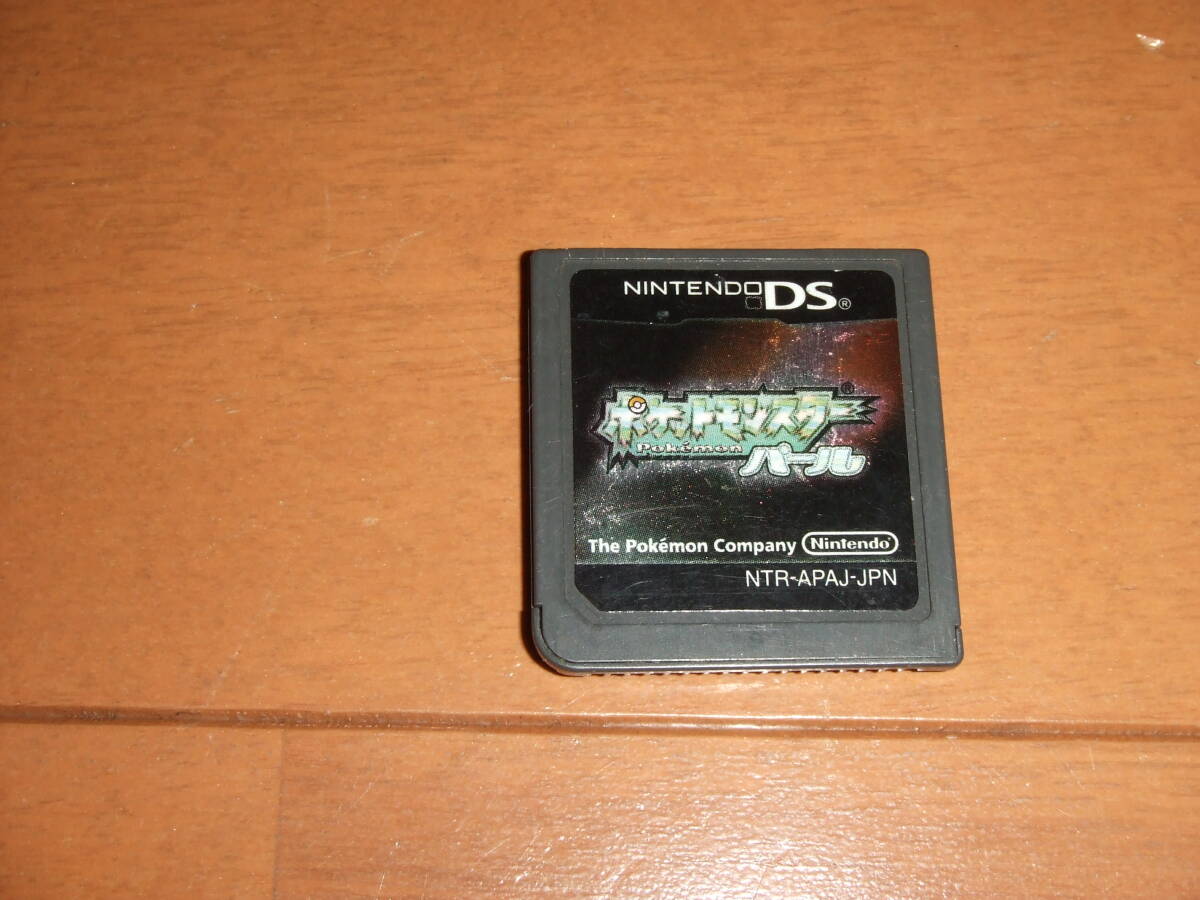 NINTENDO DS®
ポケットモンスター®
Pokémon
パール
The Pokémon Company Nintendo®
NTR-APAJ-JPN